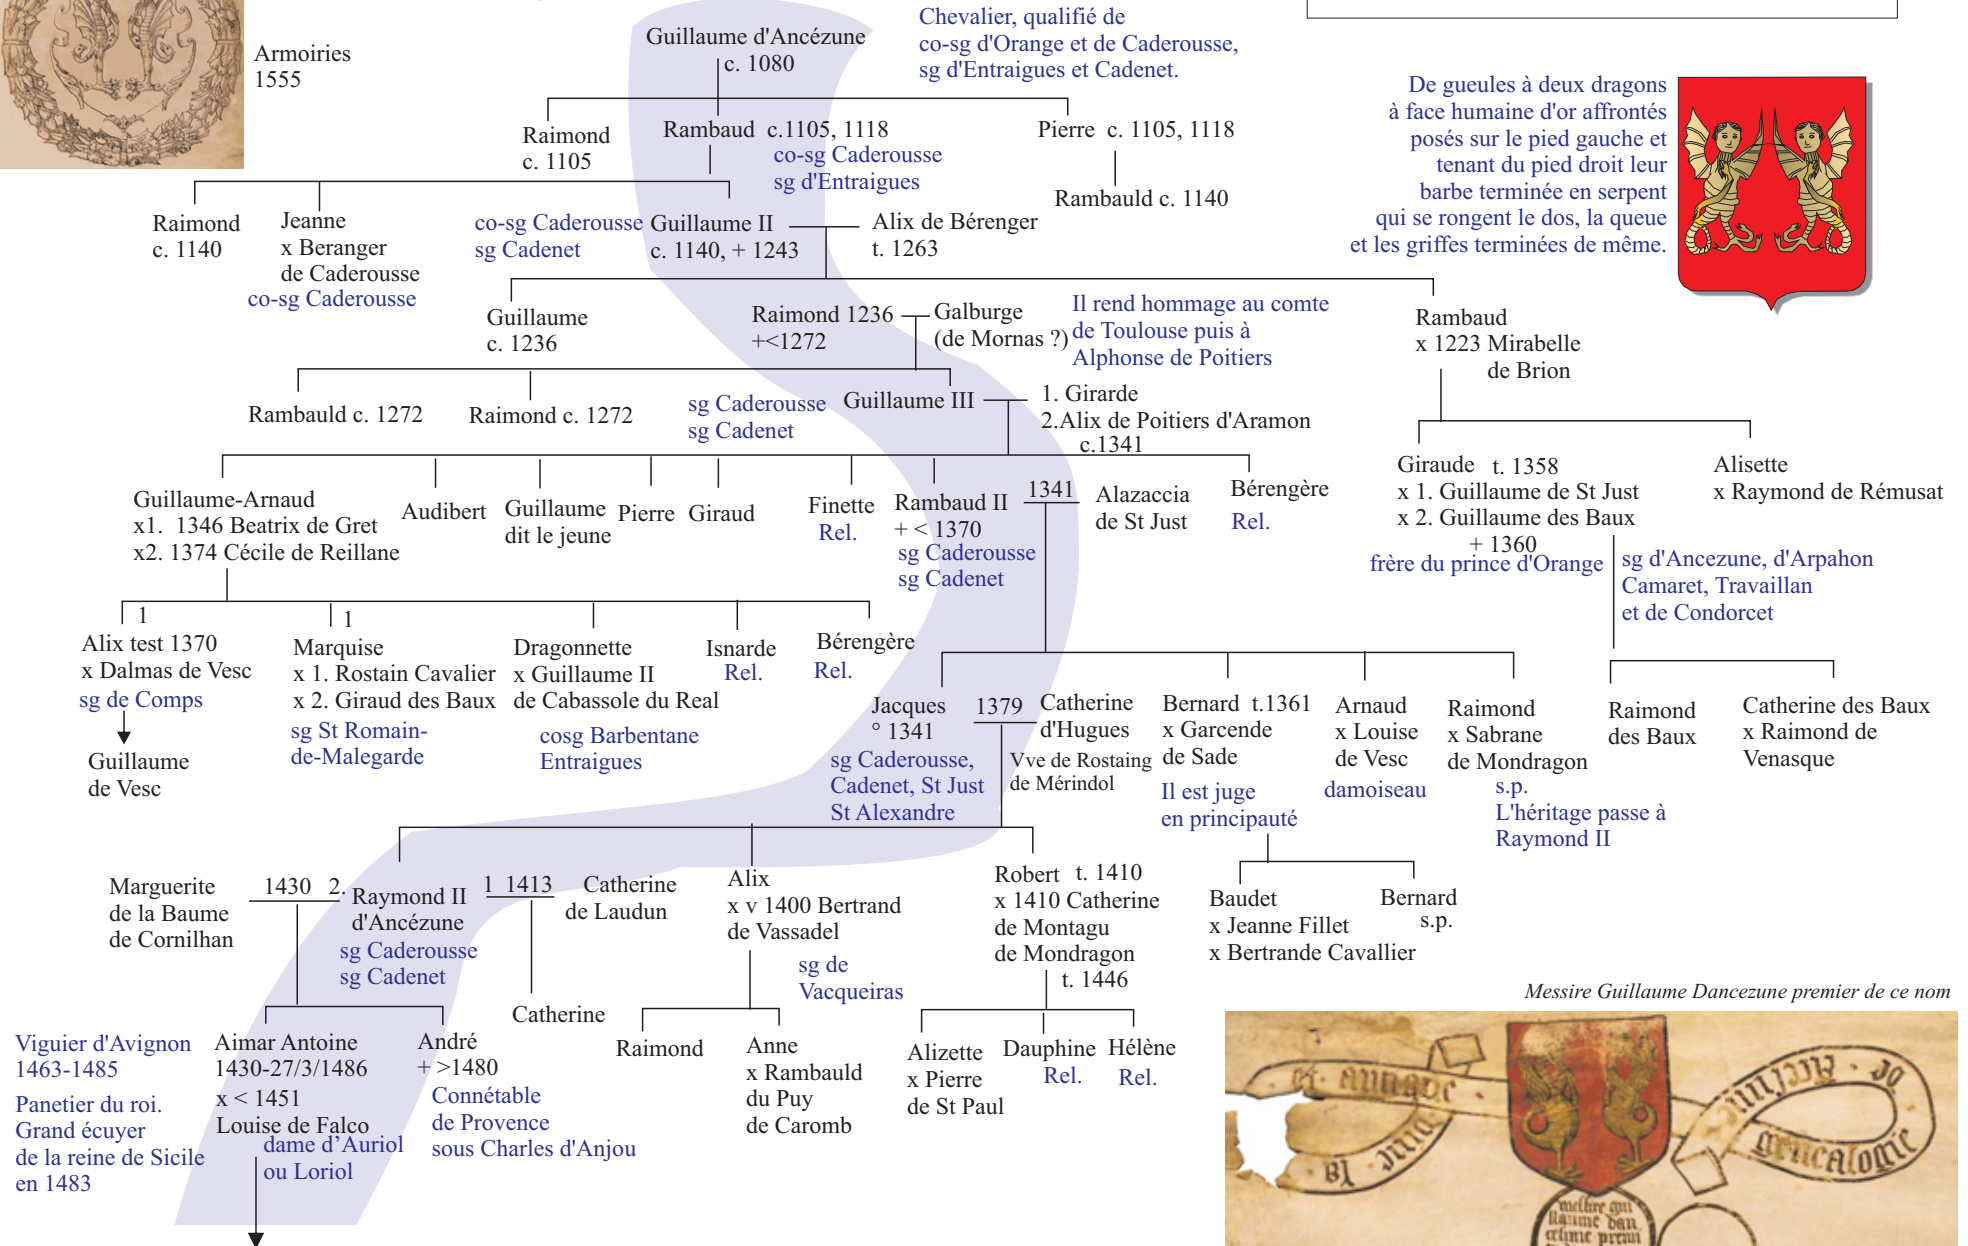 Armoiries
1555
Guillaume d'Ancézune
c. 1080
Chevalier, qualifié de
co-sg d'Orange et de Caderousse,
sg d'Entraigues et Cadenet.
De gueules à deux dragons
à face humaine d'or affrontés
posés sur le pied gauche et
tenant du pied droit leur
barbe terminée en serpent
qui se rongent le dos, la queue
et les griffes terminées de même.
Raimond
c. 1105
Rambaud c.1105, 1118
co-sg Caderousse
sg d'Entraigues
Pierre c. 1105, 1118
Rambauld c. 1140
Raimond
c. 1140
Jeanne
x Beranger
de Caderousse
co-sg Caderousse
co-sg Caderousse
sg Cadenet
Guillaume II
c. 1140, + 1243
Alix de Bérenger
t. 1263
Guillaume
c. 1236
Raimond 1236
+<1272
Galburge
(de Mornas ?)
Il rend hommage au comte
de Toulouse puis à
Alphonse de Poitiers
Rambaud
x 1223 Mirabelle
de Brion
Rambauld c. 1272
Raimond c. 1272
sg Caderousse
sg Cadenet
Guillaume III
1. Girarde
2.Alix de Poitiers d'Aramon
c.1341
Guillaume-Arnaud
x1. 1346 Beatrix de Gret
x2. 1374 Cécile de Reillane
Audibert
Guillaume
dit le jeune
Pierre
Giraud
Finette
Rel.
Rambaud II
+ < 1370
sg Caderousse
sg Cadenet
1341
Alazaccia
de St Just
Bérengère
Rel.
Giraude t. 1358
x 1. Guillaume de St Just
x 2. Guillaume des Baux
+ 1360
frère du prince d'Orange
Alisette
x Raymond de Rémusat
sg d'Ancezune, d'Arpahon
Camaret, Travaillan
et de Condorcet
1
Alix test 1370
x Dalmas de Vesc
sg de Comps
Guillaume
de Vesc
1
Marquise
x 1. Rostain Cavalier
x 2. Giraud des Baux
sg St Romain-
de-Malegarde
Dragonnette
x Guillaume II
de Cabassole du Real
cosg Barbentane
Entraigues
Isnarde
Rel.
Bérengère
Rel.
Jacques
° 1341
sg Caderousse,
Cadenet, St Just
St Alexandre
1379
Catherine
d'Hugues
Vve de Rostaing
de Mérindol
Bernard t.1361
x Garcende
de Sade
Il est juge
en principauté
Arnaud
x Louise
de Vesc
damoiseau
Raimond
x Sabrane
de Mondragon
s.p.
L'héritage passe à
Raymond II
Raimond
des Baux
Catherine des Baux
x Raimond de
Venasque
Marguerite
de la Baume
de Cornilhan
1430 2.
Raymond II
d'Ancézune
sg Caderousse
sg Cadenet
1 1413
Catherine
de Laudun
Catherine
Alix
x v 1400 Bertrand
de Vassadel
sg de
Vacqueiras
Robert t. 1410
x 1410 Catherine
de Montagu
de Mondragon
t. 1446
Baudet
x Jeanne Fillet
x Bertrande Cavallier
Bernard
s.p.
Viguier d'Avignon
1463-1485
Panetier du roi.
Grand écuyer
de la reine de Sicile
en 1483
Aimar Antoine
1430-27/3/1486
x < 1451
Louise de Falco
dame d’Auriol
ou Loriol
André
+ >1480
Connétable
de Provence
sous Charles d'Anjou
Raimond
Anne
x Rambauld
du Puy
de Caromb
Alizette
x Pierre
de St Paul
Dauphine
Rel.
Hélène
Rel.
Messire Guillaume Dancezune premier de ce nom
la
de
genealogie